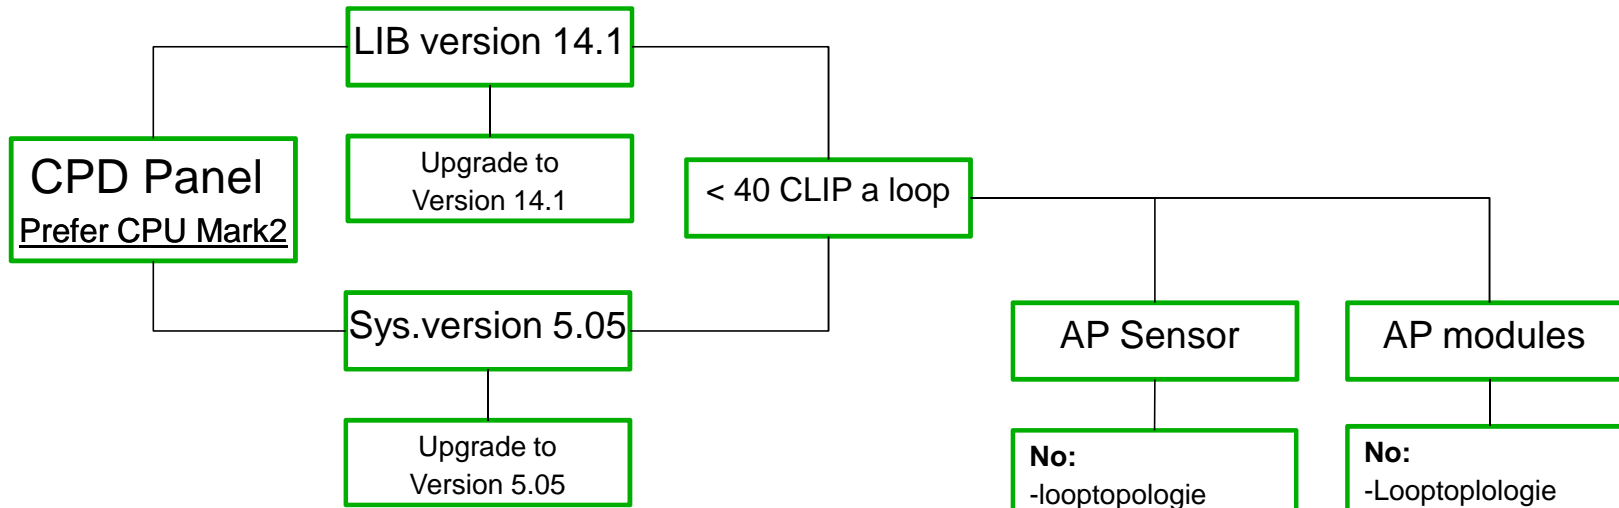 LIB version 14.1
CPD Panel
Prefer CPU Mark2
Upgrade to
Version 14.1
< 40 CLIP a loop
Sys.version 5.05
Upgrade to
Version 5.05
AP Sensor
No:
-looptopologie
AP modules
No:
-Looptoplologie